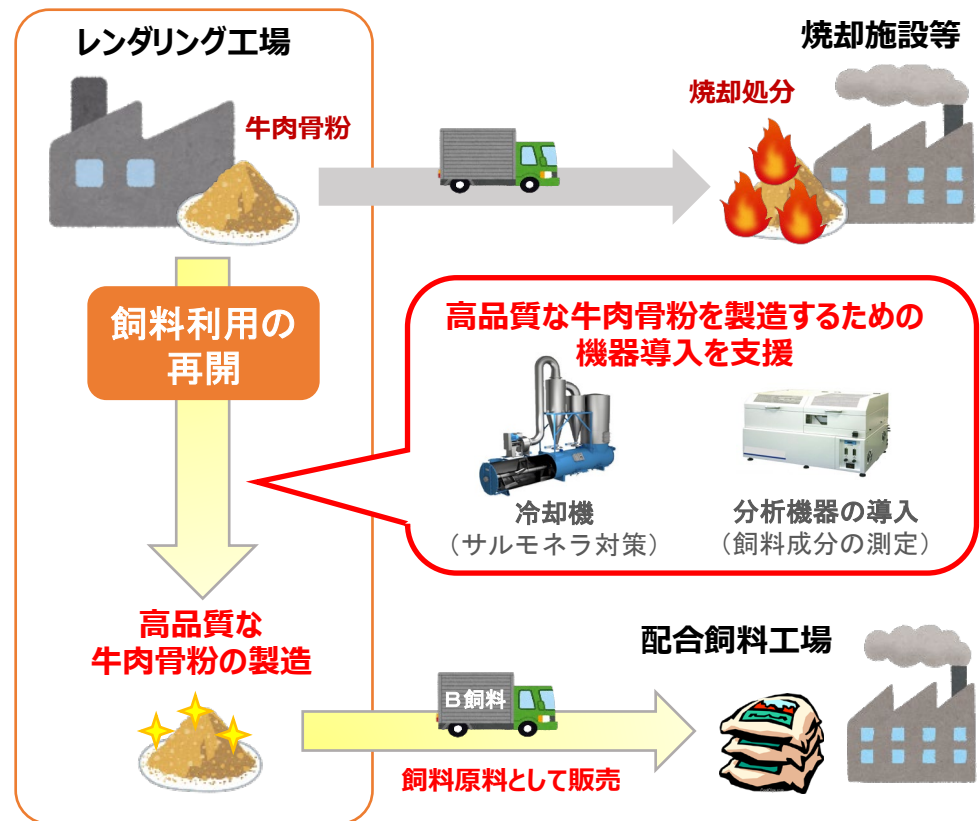 レンダリング工場
焼却施設等
牛肉骨粉
焼却処分
飼料利用の
再開
高品質な牛肉骨粉を製造するための
機器導入を支援
冷却機
（サルモネラ対策）
分析機器の導入
（飼料成分の測定）
高品質な
牛肉骨粉の製造
配合飼料工場
Ｂ飼料
飼料原料として販売